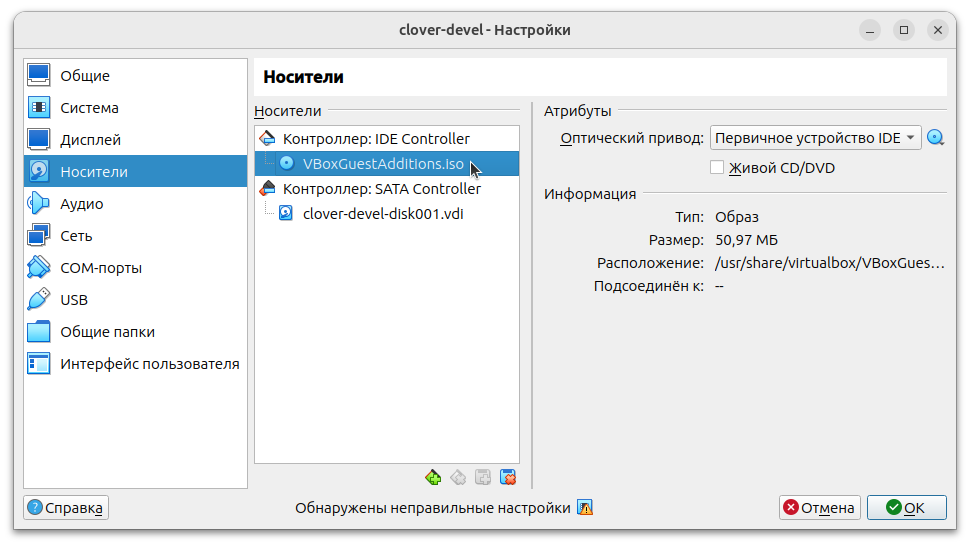 clover-devel - Настройки
Общие
Система
Дисплей
Носители
Аудио
Сеть
COM-порты
USB
Общие папки
Интерфейс пользователя
Носители
Носители
Контроллер: IDE Controller
VBoxGuestAdditions.iso
Контроллер: SATA Controller
clover-devel-disk001.vdi
Атрибуты
Оптический привод: Первичное устройство IDE
Живой CD/DVD
Информация
Тип: Образ
Размер: 50,97 МБ
Расположение: /usr/share/virtualbox/VBoxGues...
Подсоединён к: --
Справка
Обнаружены неправильные настройки
Отмена
OK